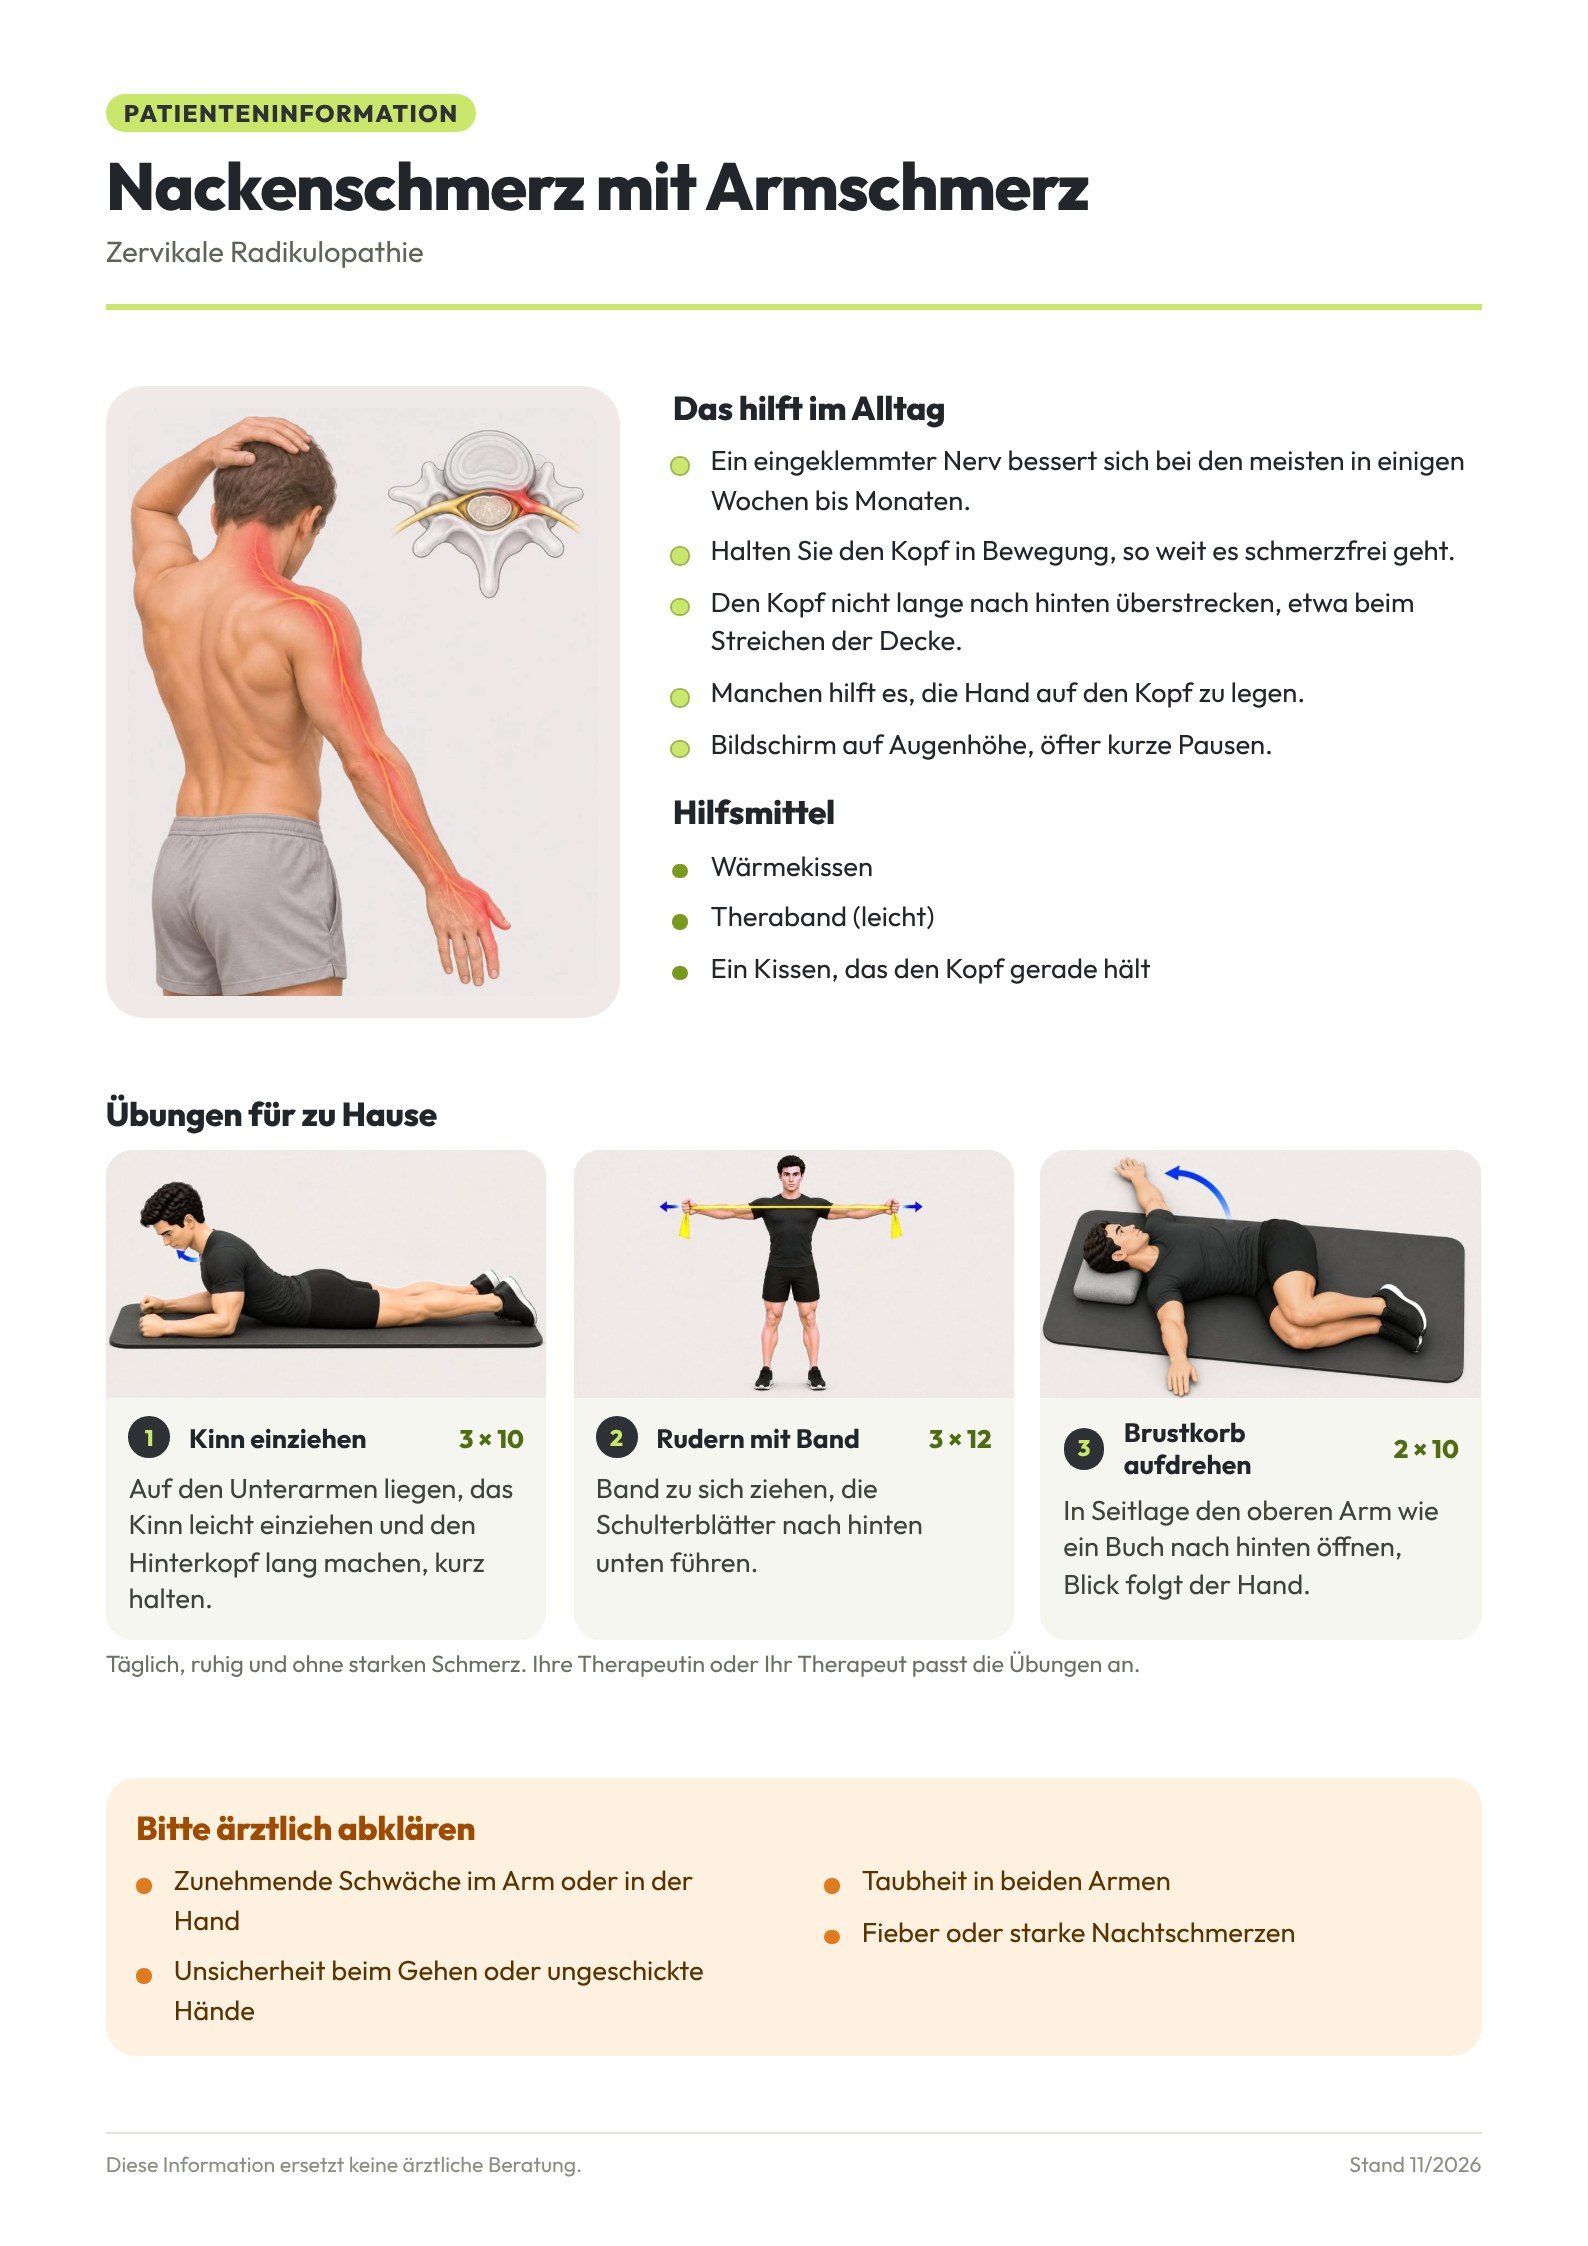 PATIENTENINFORMATION
Nackenschmerz mit Armschmerz
Zervikale Radikulopathie
Das hilft im Alltag
Ein eingeklemmter Nerv bessert sich bei den meisten in einigen
Wochen bis Monaten.
Halten Sie den Kopf in Bewegung, so weit es schmerzfrei geht.
Den Kopf nicht lange nach hinten überstrecken, etwa beim
Streichen der Decke.
Manchen hilft es, die Hand auf den Kopf zu legen.
Bildschirm auf Augenhöhe, öfter kurze Pausen.
Hilfsmittel
Wärmekissen
Theraband (leicht)
Ein Kissen, das den Kopf gerade hält
Übungen für zu Hause
1 Kinn einziehen 3 × 10
Auf den Unterarmen liegen, das
Kinn leicht einziehen und den
Hinterkopf lang machen, kurz
halten.
2 Rudern mit Band 3 × 12
Band zu sich ziehen, die
Schulterblätter nach hinten
unten führen.
3 Brustkorb
aufdrehen 2 × 10
In Seitlage den oberen Arm wie
ein Buch nach hinten öffnen,
Blick folgt der Hand.
Täglich, ruhig und ohne starken Schmerz. Ihre Therapeutin oder Ihr Therapeut passt die Übungen an.
Bitte ärztlich abklären
Zunehmende Schwäche im Arm oder in der
Hand
Unsicherheit beim Gehen oder ungeschickte
Hände
Taubheit in beiden Armen
Fieber oder starke Nachtschmerzen
Diese Information ersetzt keine ärztliche Beratung.
Stand 11/2026